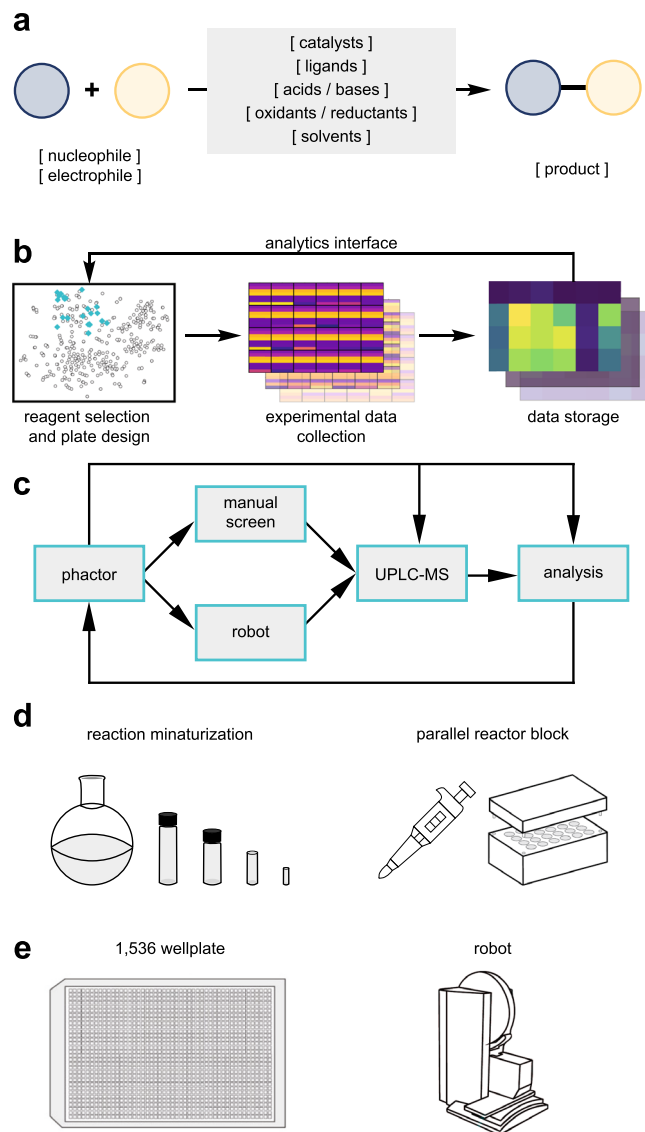 a
[ catalysts ]
[ ligands ]
[ acids / bases ]
[ oxidants / reductants ]
[ solvents ]
+
[ nucleophile ]
[ electrophile ]
[ product ]
b
analytics interface
reagent selection
and plate design
experimental data
collection
data storage
c
manual
screen
phactor
UPLC-MS
analysis
robot
d
reaction minaturization
parallel reactor block
e
1,536 wellplate
robot